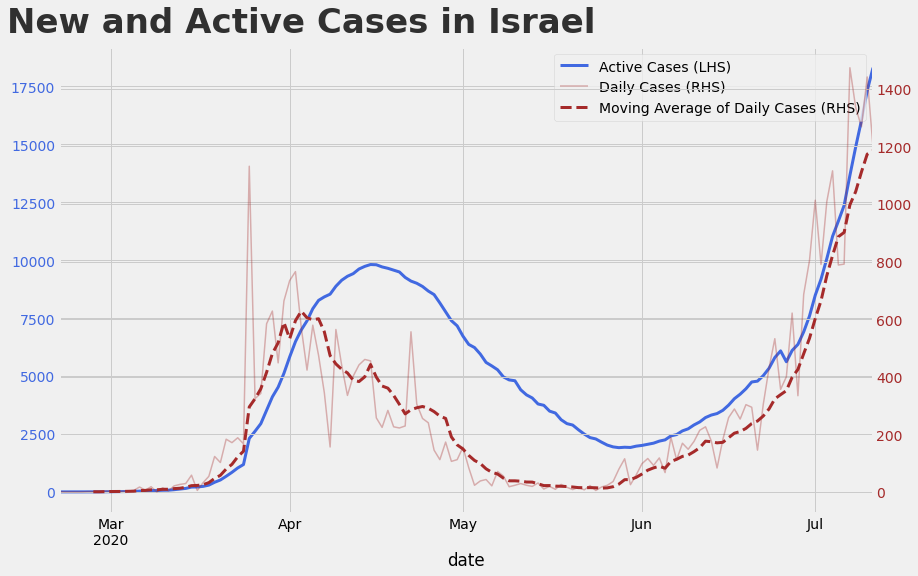 New and Active Cases in Israel
Active Cases (LHS)
Daily Cases (RHS)
Moving Average of Daily Cases (RHS)
17500
15000
12500
10000
7500
5000
2500
0
1400
1200
1000
800
600
400
200
0
Mar
2020
Apr
May
Jun
Jul
date